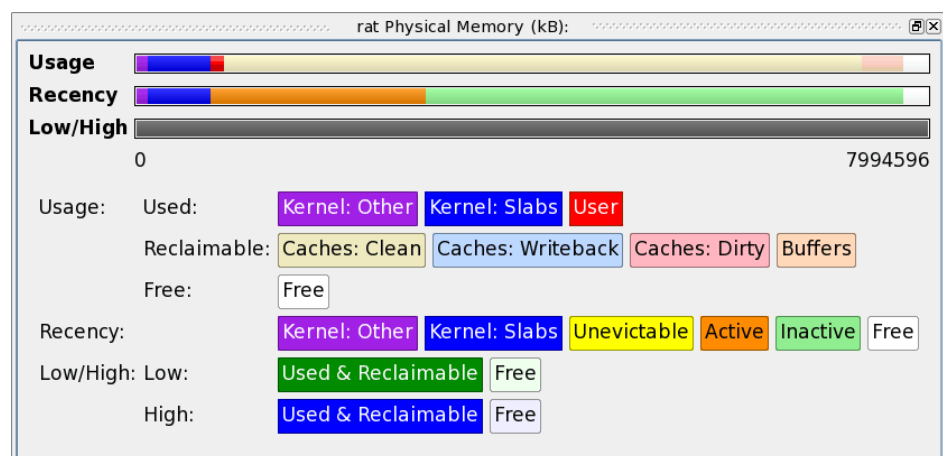 rat Physical Memory (kB):
Usage
Recency
Low/High
0 7994596
Usage: Used: Kernel: Other Kernel: Slabs User
Reclaimable: Caches: Clean Caches: Writeback Caches: Dirty Buffers
Free: Free
Recency: Kernel: Other Kernel: Slabs Unevictable Active Inactive Free
Low/High: Low: Used & Reclaimable Free
High: Used & Reclaimable Free